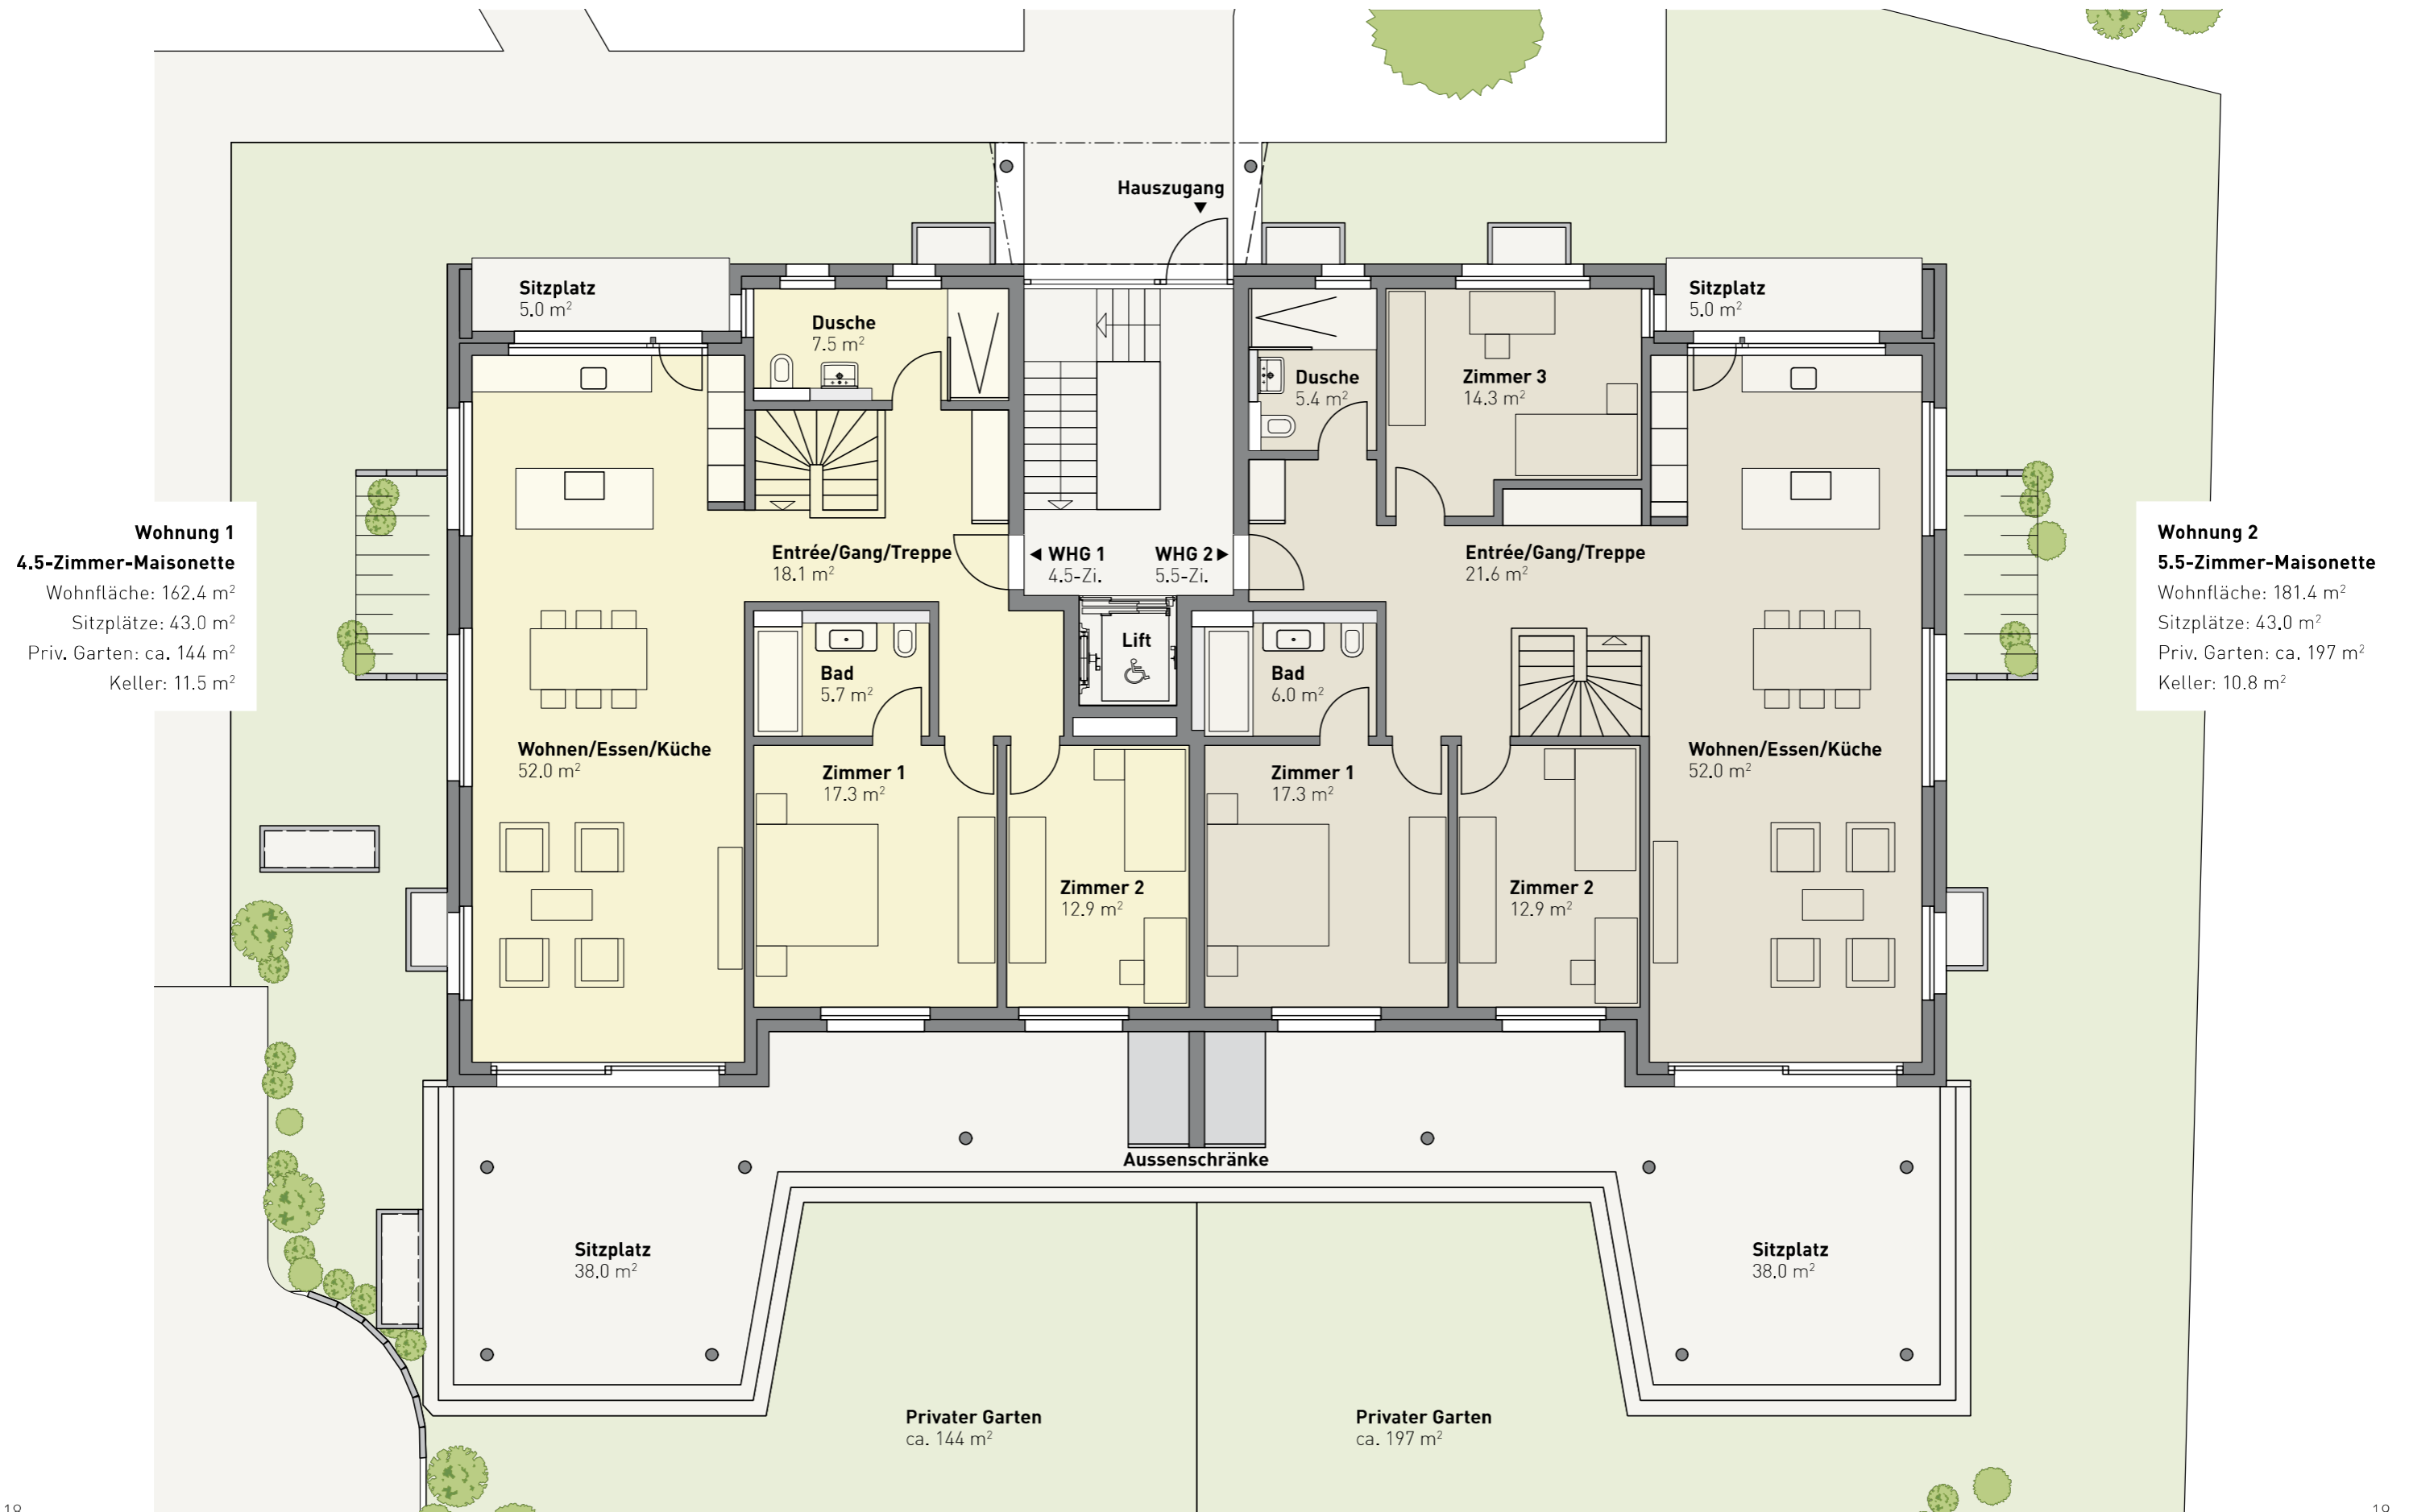 Hauszugang
Sitzplatz
5.0 m²
Dusche
7.5 m²
Dusche
5.4 m²
Zimmer 3
14.3 m²
Sitzplatz
5.0 m²
Wohnung 1
4.5-Zimmer-Maisonette
Wohnfläche: 162.4 m²
Sitzplätze: 43.0 m²
Priv. Garten: ca. 144 m²
Keller: 11.5 m²
Entrée/Gang/Treppe
18.1 m²
◀ WHG 1
4.5-Zi.
WHG 2 ▶
5.5-Zi.
Entrée/Gang/Treppe
21.6 m²
Wohnung 2
5.5-Zimmer-Maisonette
Wohnfläche: 181.4 m²
Sitzplätze: 43.0 m²
Priv. Garten: ca. 197 m²
Keller: 10.8 m²
Lift
Bad
5.7 m²
Bad
6.0 m²
Wohnen/Essen/Küche
52.0 m²
Zimmer 1
17.3 m²
Zimmer 2
12.9 m²
Zimmer 1
17.3 m²
Zimmer 2
12.9 m²
Wohnen/Essen/Küche
52.0 m²
Aussenschränke
Sitzplatz
38.0 m²
Sitzplatz
38.0 m²
Privater Garten
ca. 144 m²
Privater Garten
ca. 197 m²